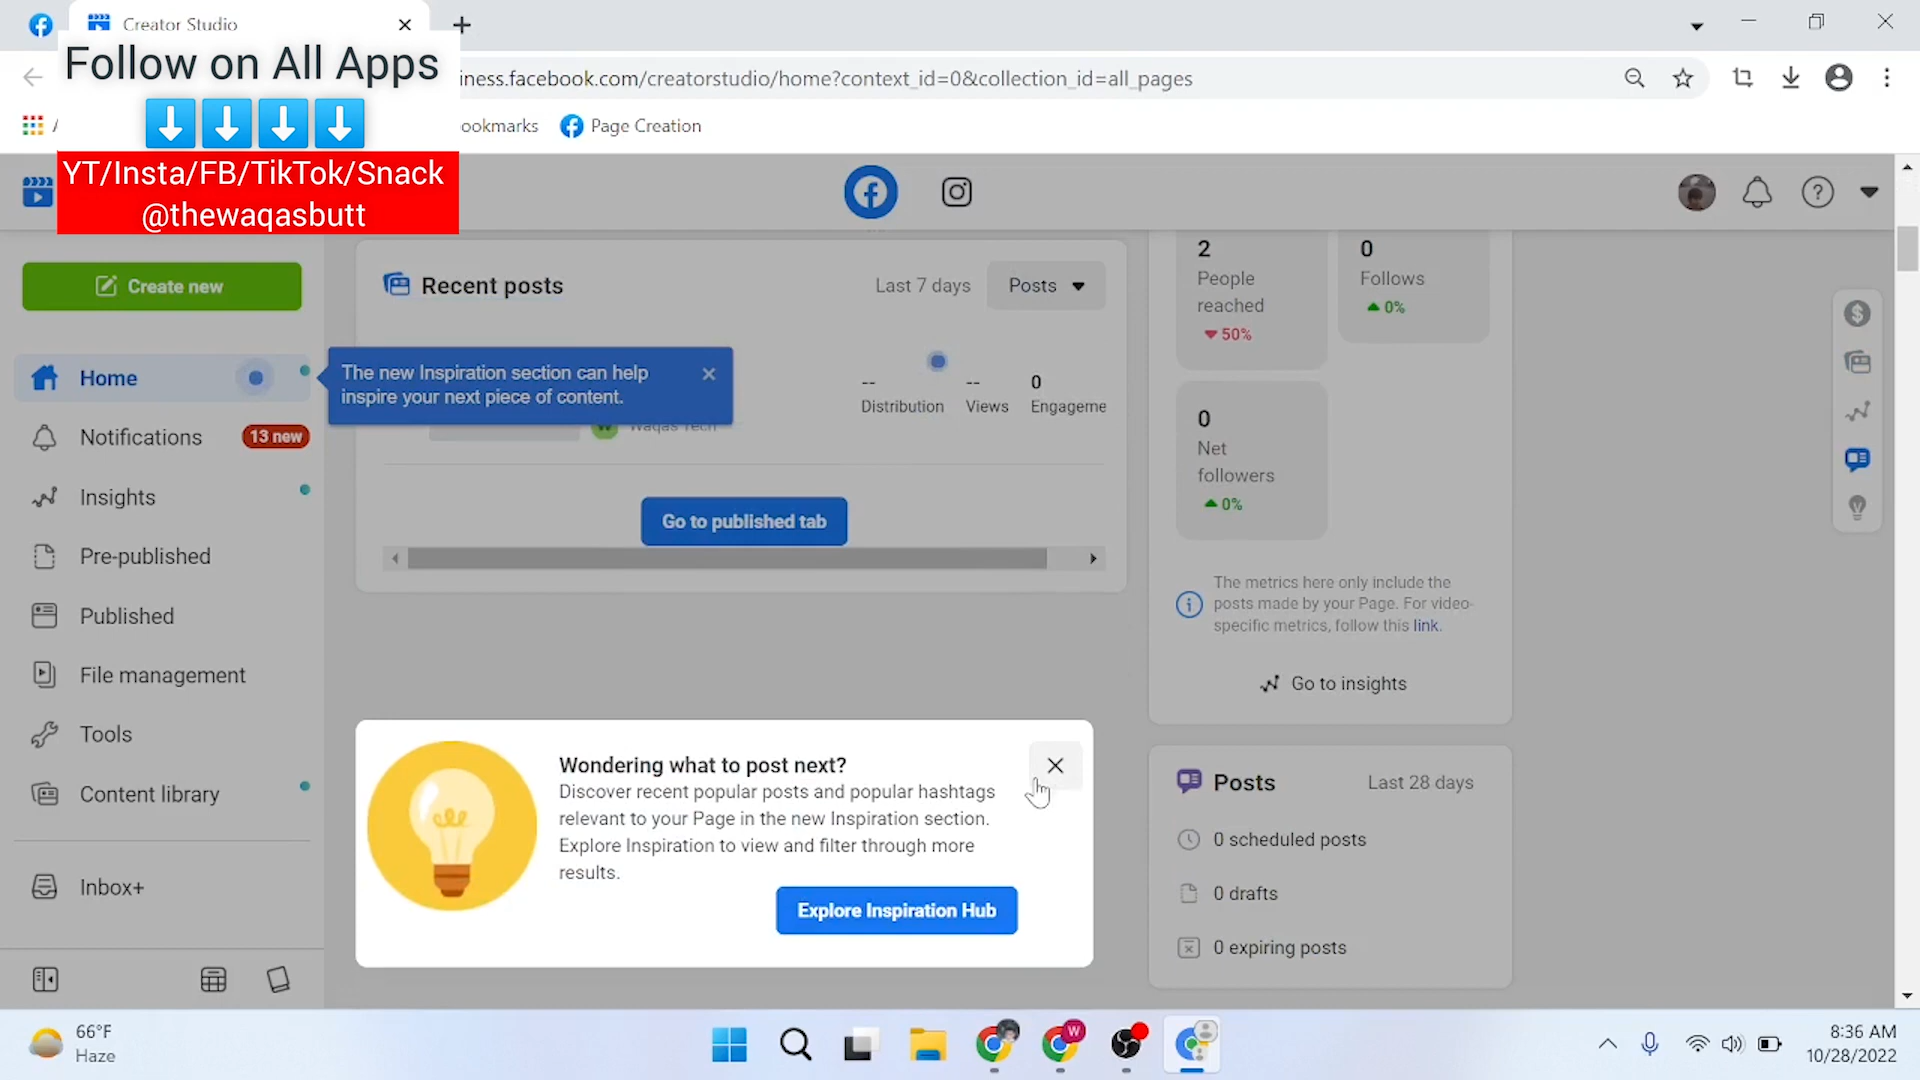 Creator Studio
Follow on All Apps
iness.facebook.com/creatorstudio/home?context_id=0&collection_id=all_pages
ookmarks
Page Creation
YT/Insta/FB/TikTok/Snack
@thewaqasbutt
Create new
Home
Notifications
13 new
Insights
Pre-published
Published
File management
Tools
Content library
Inbox+
Recent posts
Last 7 days
Posts
The new Inspiration section can help
inspire your next piece of content.
Waqas Tech
--
Distribution
--
Views
0
Engageme
Go to published tab
2
People
reached
50%
0
Follows
0%
0
Net
followers
0%
The metrics here only include the
posts made by your Page. For video-
specific metrics, follow this link.
Go to insights
Wondering what to post next?
Discover recent popular posts and popular hashtags
relevant to your Page in the new Inspiration section.
Explore Inspiration to view and filter through more
results.
Explore Inspiration Hub
Posts
Last 28 days
0 scheduled posts
0 drafts
0 expiring posts
66°F
Haze
W
8:36 AM
10/28/2022